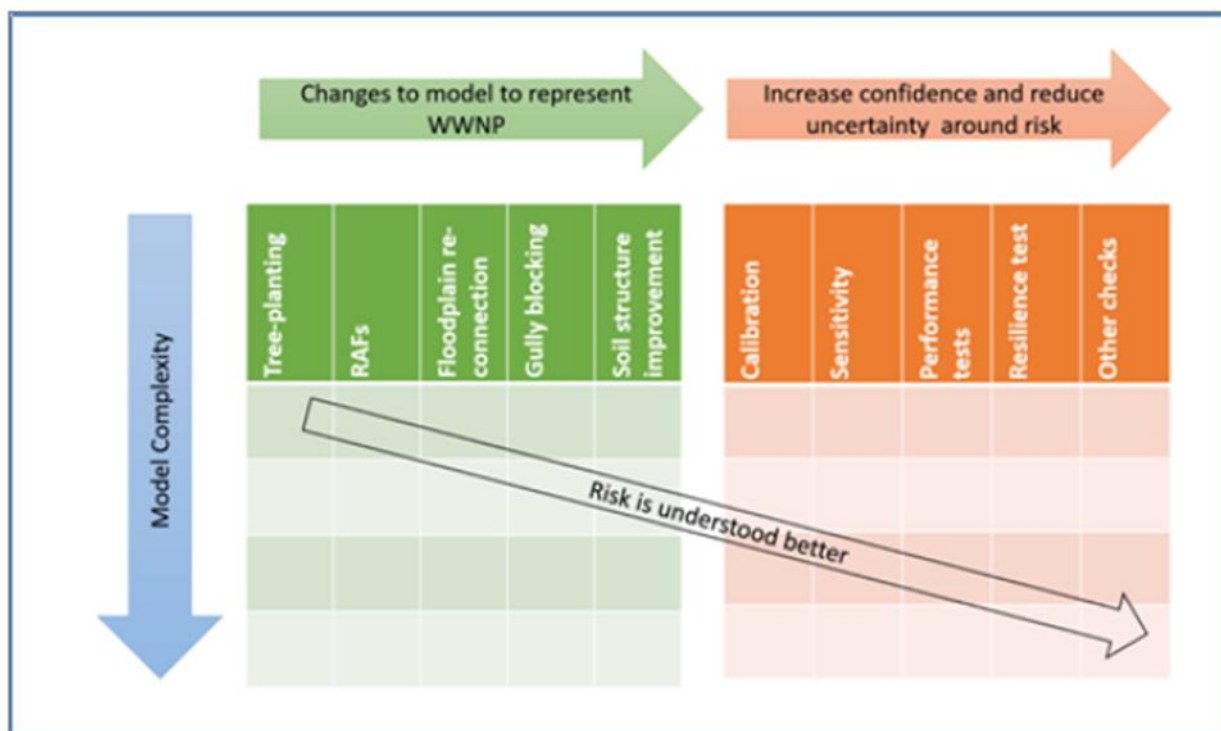 Changes to model to represent
WWNP
Increase confidence and reduce
uncertainty around risk
Model Complexity
Tree-planting
RAFs
Floodplain re-
connection
Gully blocking
Soil structure
improvement
Calibration
Sensitivity
Performance
tests
Resilience test
Other checks
Risk is understood better